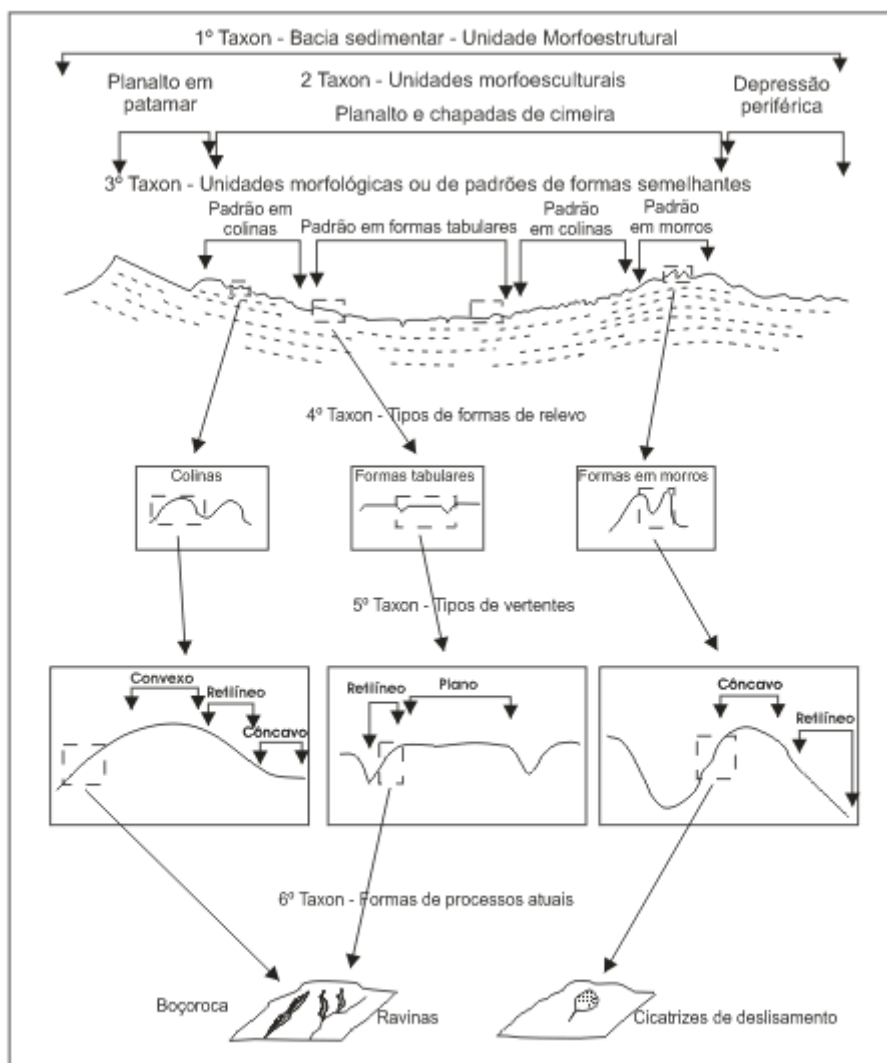 1º Taxon - Bacia sedimentar - Unidade Morfoestrutural
Planalto em
patamar
2 Taxon - Unidades morfoesculturais
Depressão
periférica
Planalto e chapadas de cimeira
3º Taxon - Unidades morfológicas ou de padrões de formas semelhantes
Padrão em
colinas
Padrão em formas tabulares
Padrão
em colinas
Padrão
em morros
4º Taxon - Tipos de formas de relevo
Colinas
Formas tabulares
Formas em morros
5º Taxon - Tipos de vertentes
Convexo
Retilíneo
Côncavo
Retilíneo
Plano
Côncavo
Retilíneo
6º Taxon - Formas de processos atuais
Boçoroca
Ravinas
Cicatrizes de deslisamento